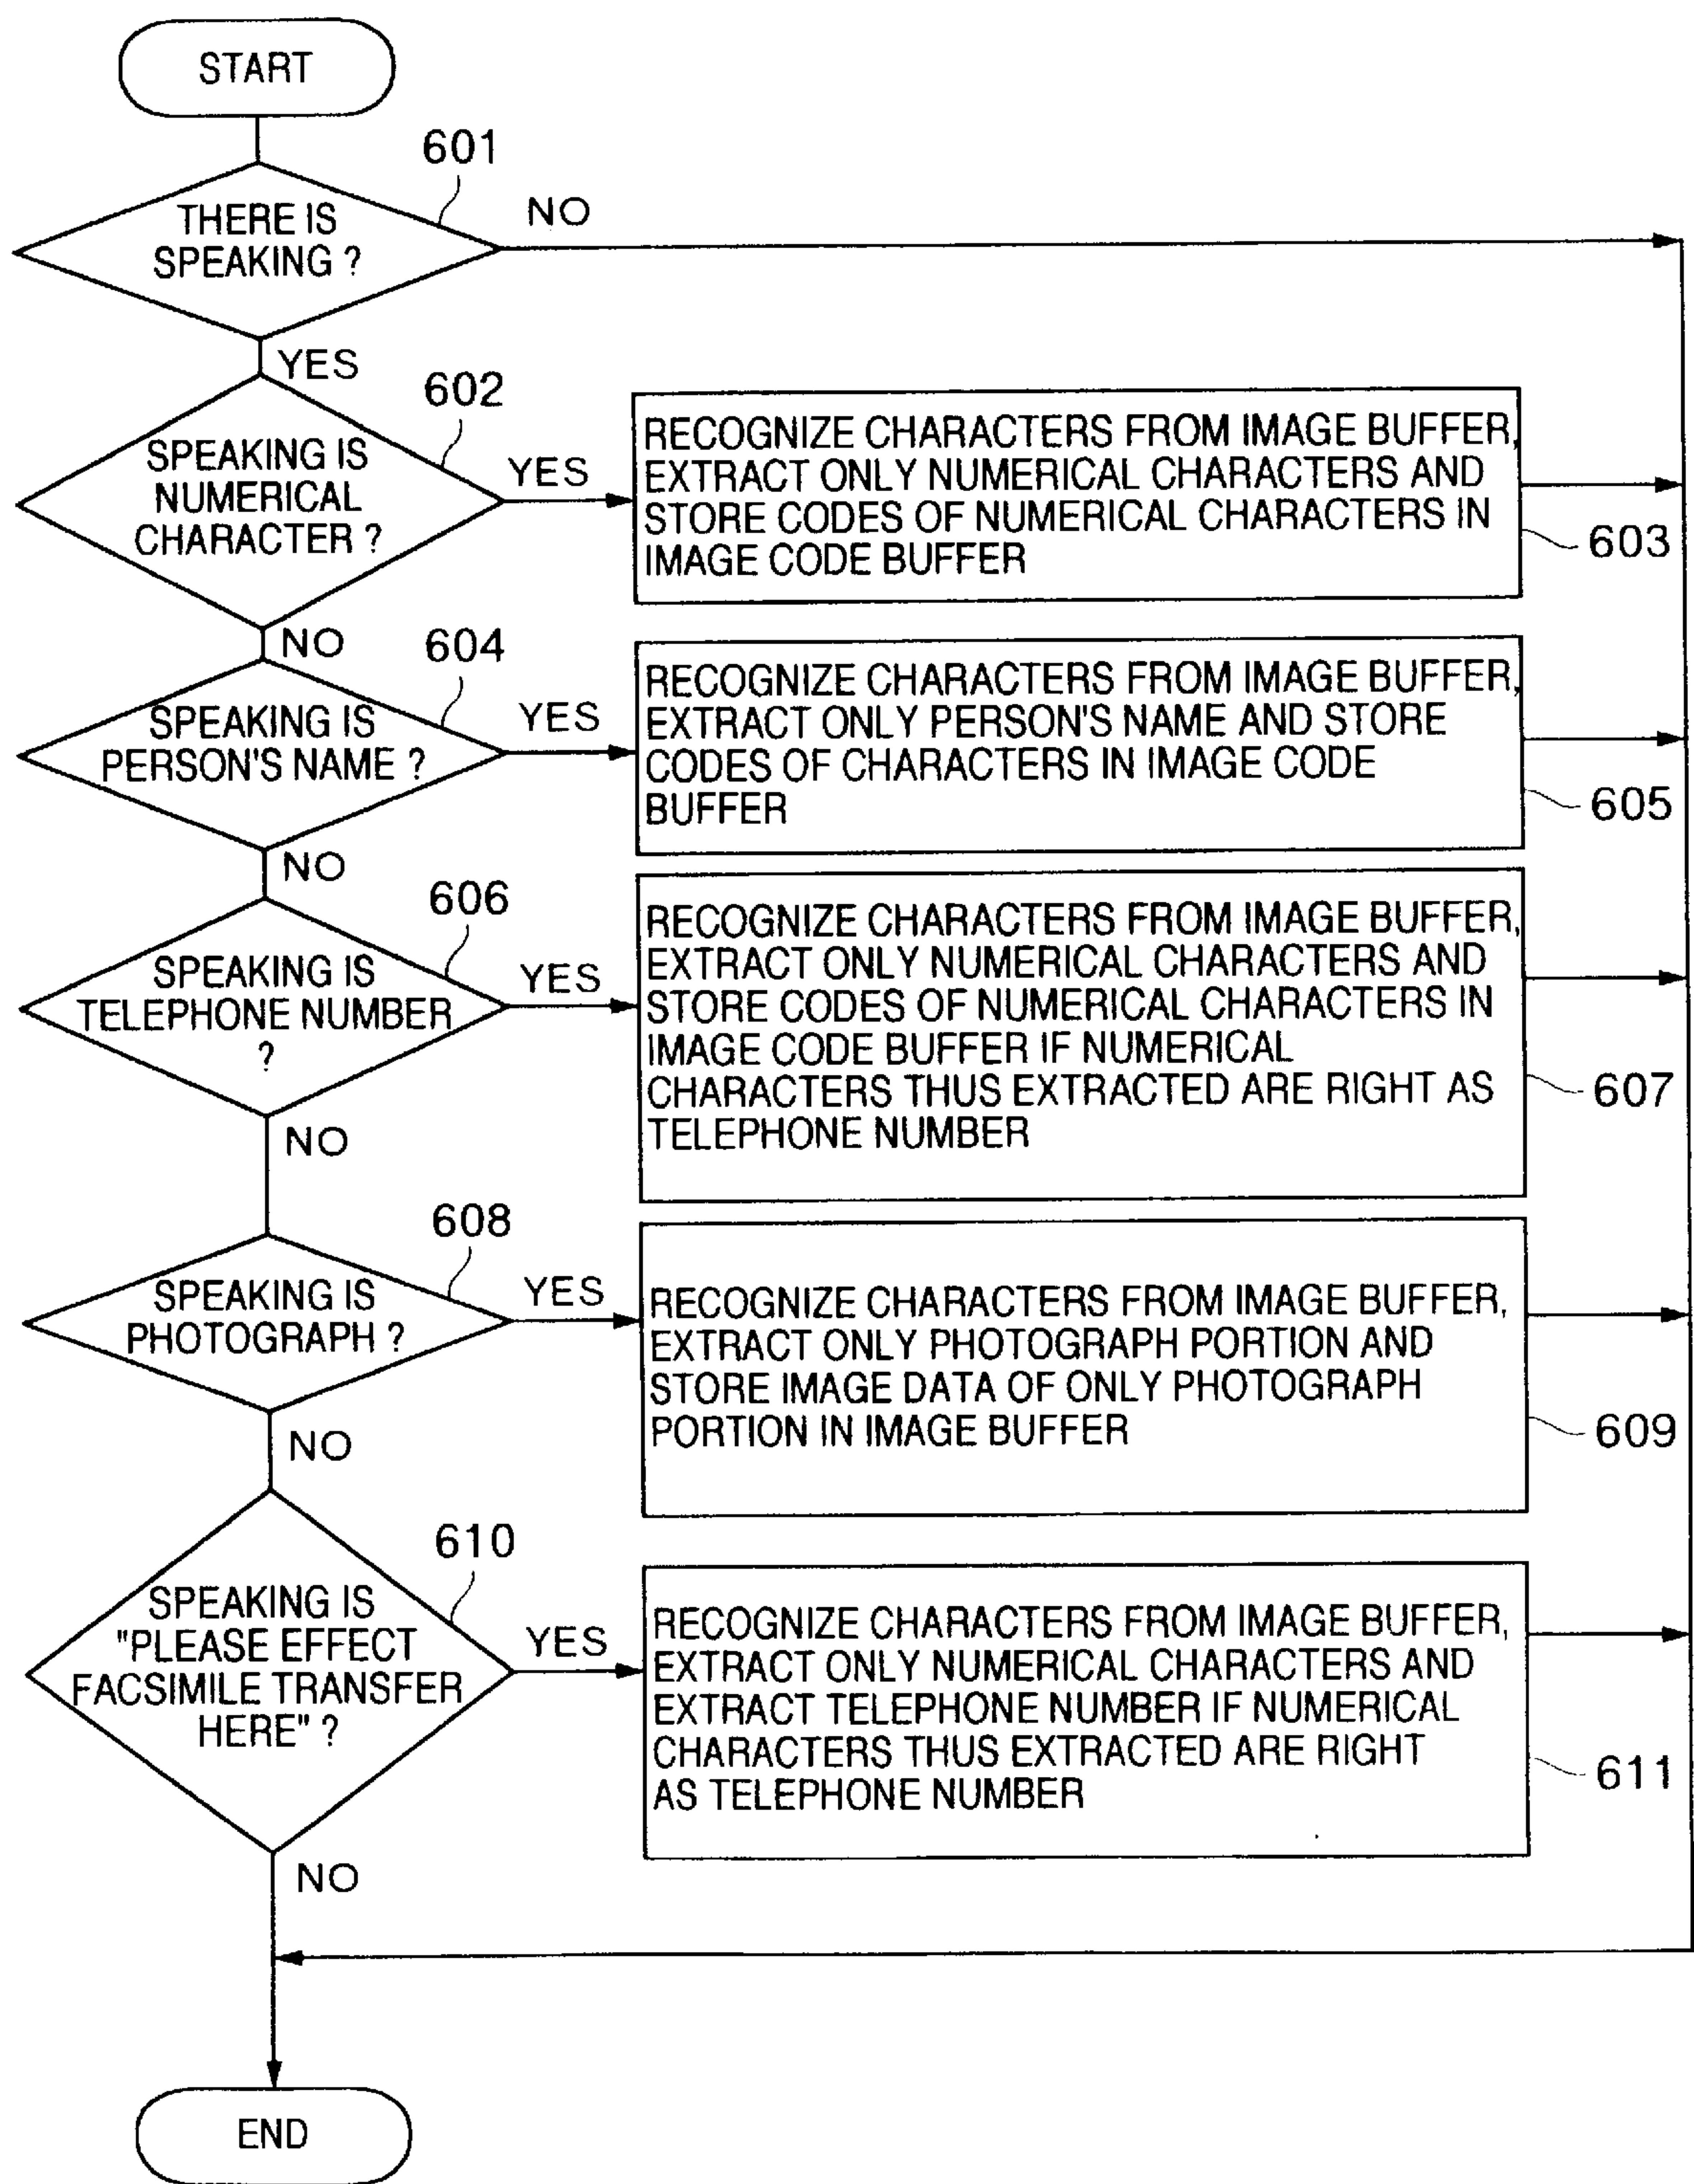 START
601
THERE IS
SPEAKING ?
NO
YES
602
SPEAKING IS
NUMERICAL
CHARACTER ?
YES
RECOGNIZE CHARACTERS FROM IMAGE BUFFER,
EXTRACT ONLY NUMERICAL CHARACTERS AND
STORE CODES OF NUMERICAL CHARACTERS IN
IMAGE CODE BUFFER
603
NO
604
SPEAKING IS
PERSON'S NAME ?
YES
RECOGNIZE CHARACTERS FROM IMAGE BUFFER,
EXTRACT ONLY PERSON'S NAME AND STORE
CODES OF CHARACTERS IN IMAGE CODE
BUFFER
605
NO
606
SPEAKING IS
TELEPHONE NUMBER
?
YES
RECOGNIZE CHARACTERS FROM IMAGE BUFFER,
EXTRACT ONLY NUMERICAL CHARACTERS AND
STORE CODES OF NUMERICAL CHARACTERS IN
IMAGE CODE BUFFER IF NUMERICAL
CHARACTERS THUS EXTRACTED ARE RIGHT AS
TELEPHONE NUMBER
607
NO
608
SPEAKING IS
PHOTOGRAPH ?
YES
RECOGNIZE CHARACTERS FROM IMAGE BUFFER,
EXTRACT ONLY PHOTOGRAPH PORTION AND
STORE IMAGE DATA OF ONLY PHOTOGRAPH
PORTION IN IMAGE BUFFER
609
NO
610
SPEAKING IS
"PLEASE EFFECT
FACSIMILE TRANSFER
HERE" ?
YES
RECOGNIZE CHARACTERS FROM IMAGE BUFFER,
EXTRACT ONLY NUMERICAL CHARACTERS AND
EXTRACT TELEPHONE NUMBER IF NUMERICAL
CHARACTERS THUS EXTRACTED ARE RIGHT
AS TELEPHONE NUMBER
611
NO
END